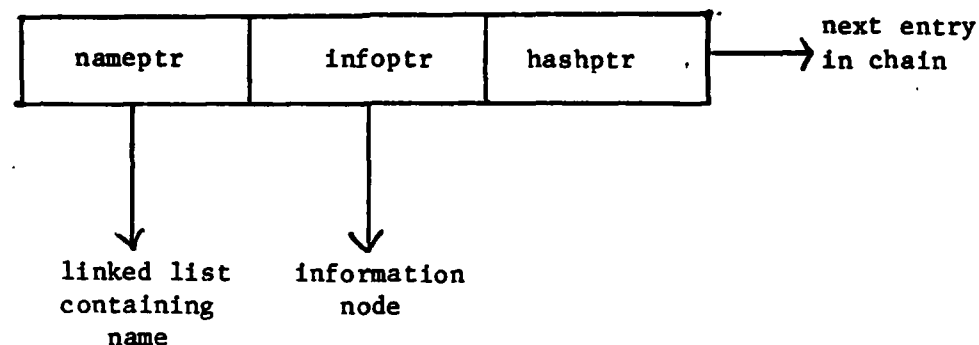 nameptr
infoptr
hashptr
next entry
in chain
linked list
containing
name
information
node